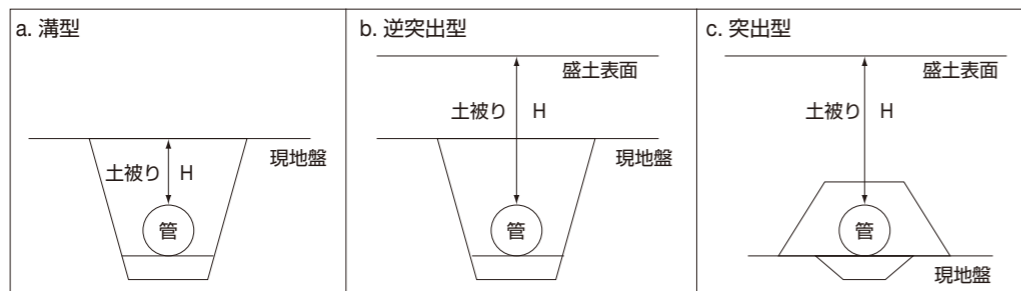 a. 溝型
土被り H
現地盤
管
b. 逆突出型
盛土表面
土被り H
現地盤
管
c. 突出型
盛土表面
土被り H
管
現地盤